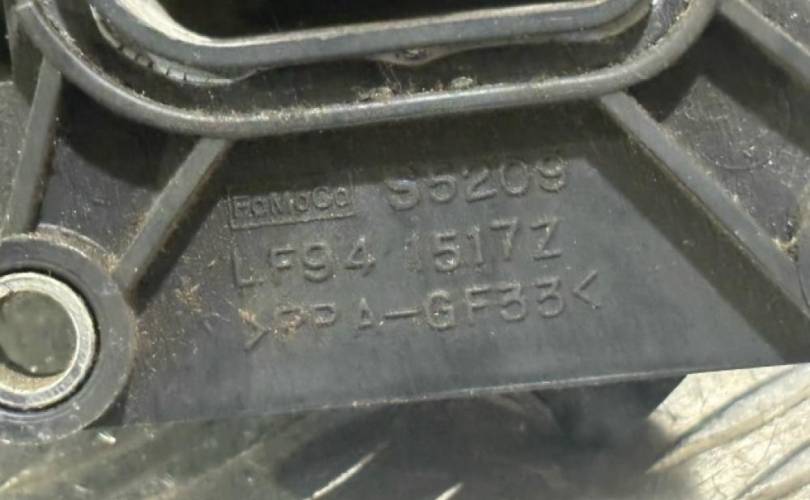 FoMoCo S5209
LF94 1517Z
>PPA-GF33<